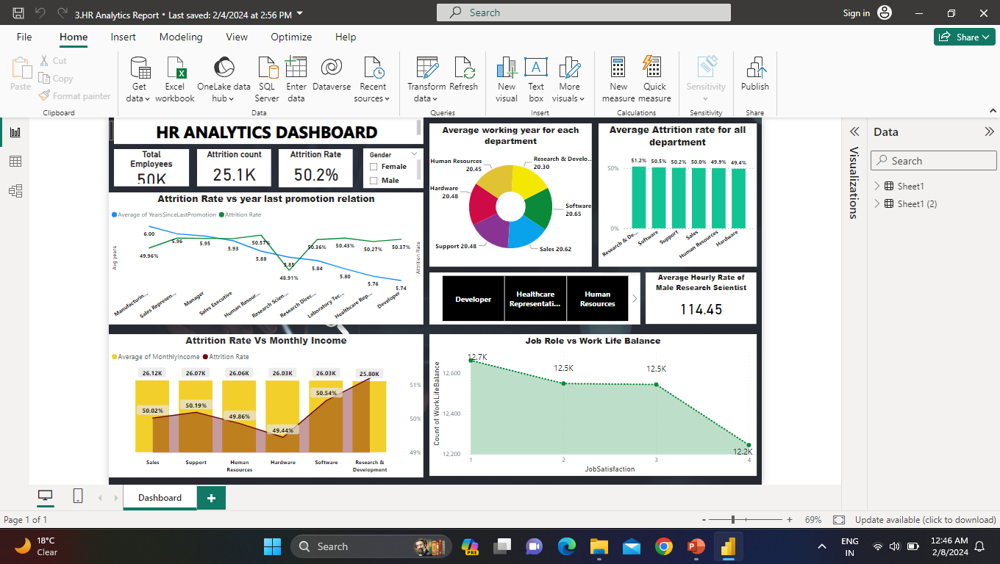 3.HR Analytics Report • Last saved: 2/4/2024 at 2:56 PM
Search
Sign in
File
Home
Insert
Modeling
View
Optimize
Help
Share
Paste
Cut
Copy
Format painter
Clipboard
Get data
Excel workbook
OneLake data hub
SQL Server
Enter data
Dataverse
Recent sources
Data
Transform data
Refresh
Queries
New visual
Text box
More visuals
Insert
New measure
Quick measure
Calculations
Sensitivity
Sensitivity
Publish
Share
HR ANALYTICS DASHBOARD
Total
Employees
50K
Attrition count
25.1K
Attrition Rate
50.2%
Gender
Female
Male
Attrition Rate vs year last promotion relation
Average of YearsSinceLastPromotion
Attrition Rate
Avg years
Attrition Rate
6.00
5.96
5.95
5.93
5.88
5.85
5.84
5.80
5.76
5.74
49.96%
50.57%
48.91%
50.36%
50.43%
50.27%
50.37%
Manufacturin...
Sales Represen...
Manager
Sales Executive
Human Resour...
Research Scien...
Research Direc...
Laboratory Tec...
Healthcare Rep...
Developer
Average working year for each
department
Human Resources
20.45
Research & Develo...
20.30
Hardware
20.48
Software
20.65
Support 20.48
Sales 20.62
Average Attrition rate for all
department
50%
0%
51.2%
50.5%
50.2%
50.0%
49.9%
49.4%
Research & De...
Software
Support
Sales
Human Resources
Hardware
Developer
Healthcare
Representati...
Human
Resources
Average Hourly Rate of
Male Research Scientist
114.45
Attrition Rate Vs Monthly Income
Average of MonthlyIncome
Attrition Rate
26.12K
26.07K
26.06K
26.03K
26.03K
25.80K
50.02%
50.19%
49.86%
49.44%
50.54%
51%
50%
49%
Sales
Support
Human
Resources
Hardware
Software
Research &
Development
Job Role vs Work Life Balance
Count of WorkLifeBalance
12,600
12,400
12,200
12.7K
12.5K
12.5K
12.2K
1
2
3
4
JobSatisfaction
Visualizations
Data
Search
Sheet1
Sheet1 (2)
Dashboard
Page 1 of 1
- + 69%
Update available (click to download)
18°C
Clear
Search
PRE
ENG
IN
12:46 AM
2/8/2024